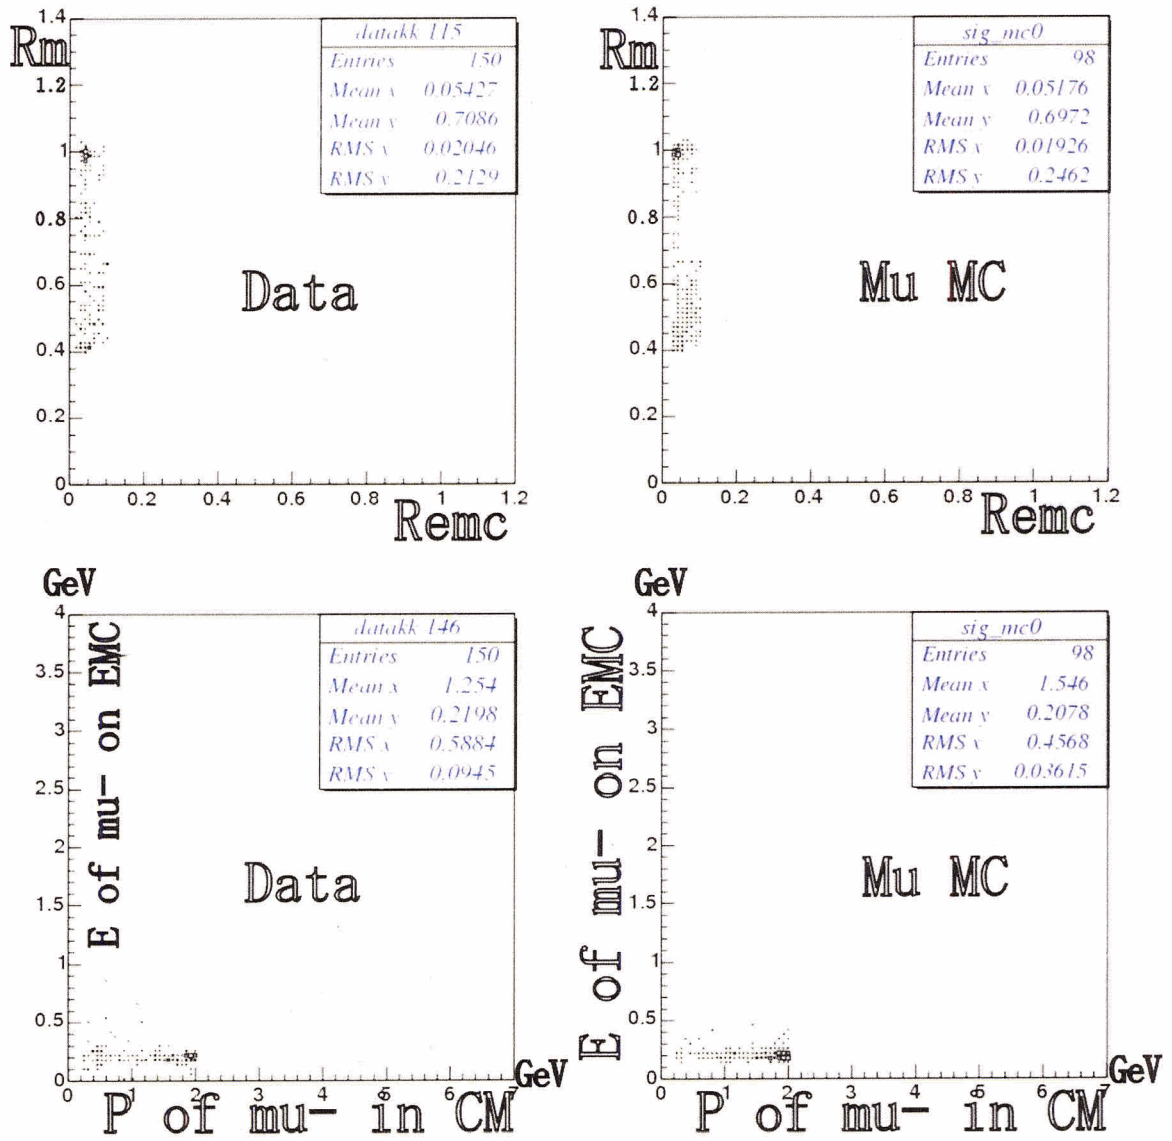 Rm
1.4
1.2
1
0.8
0.6
0.4
0.2
0
datakk 115
Entries 150
Mean x 0.05427
Mean y 0.7086
RMS x 0.02046
RMS y 0.2129
Data
0 0.2 0.4 0.6 0.8 1 1.2
Remc
Rm
1.4
1.2
1
0.8
0.6
0.4
0.2
0
sig_mc0
Entries 98
Mean x 0.05176
Mean y 0.6972
RMS x 0.01926
RMS y 0.2462
Mu MC
0 0.2 0.4 0.6 0.8 1 1.2
Remc
GeV
E of mu- on EMC
4
3.5
3
2.5
2
1.5
1
0.5
0
datakk 146
Entries 150
Mean x 1.254
Mean y 0.2198
RMS x 0.5884
RMS y 0.0945
Data
0 1 2 3 4 5 6 7
GeV
P of mu- in CM
GeV
E of mu- on EMC
4
3.5
3
2.5
2
1.5
1
0.5
0
sig_mc0
Entries 98
Mean x 1.546
Mean y 0.2078
RMS x 0.4568
RMS y 0.03615
Mu MC
0 1 2 3 4 5 6 7
GeV
P of mu- in CM